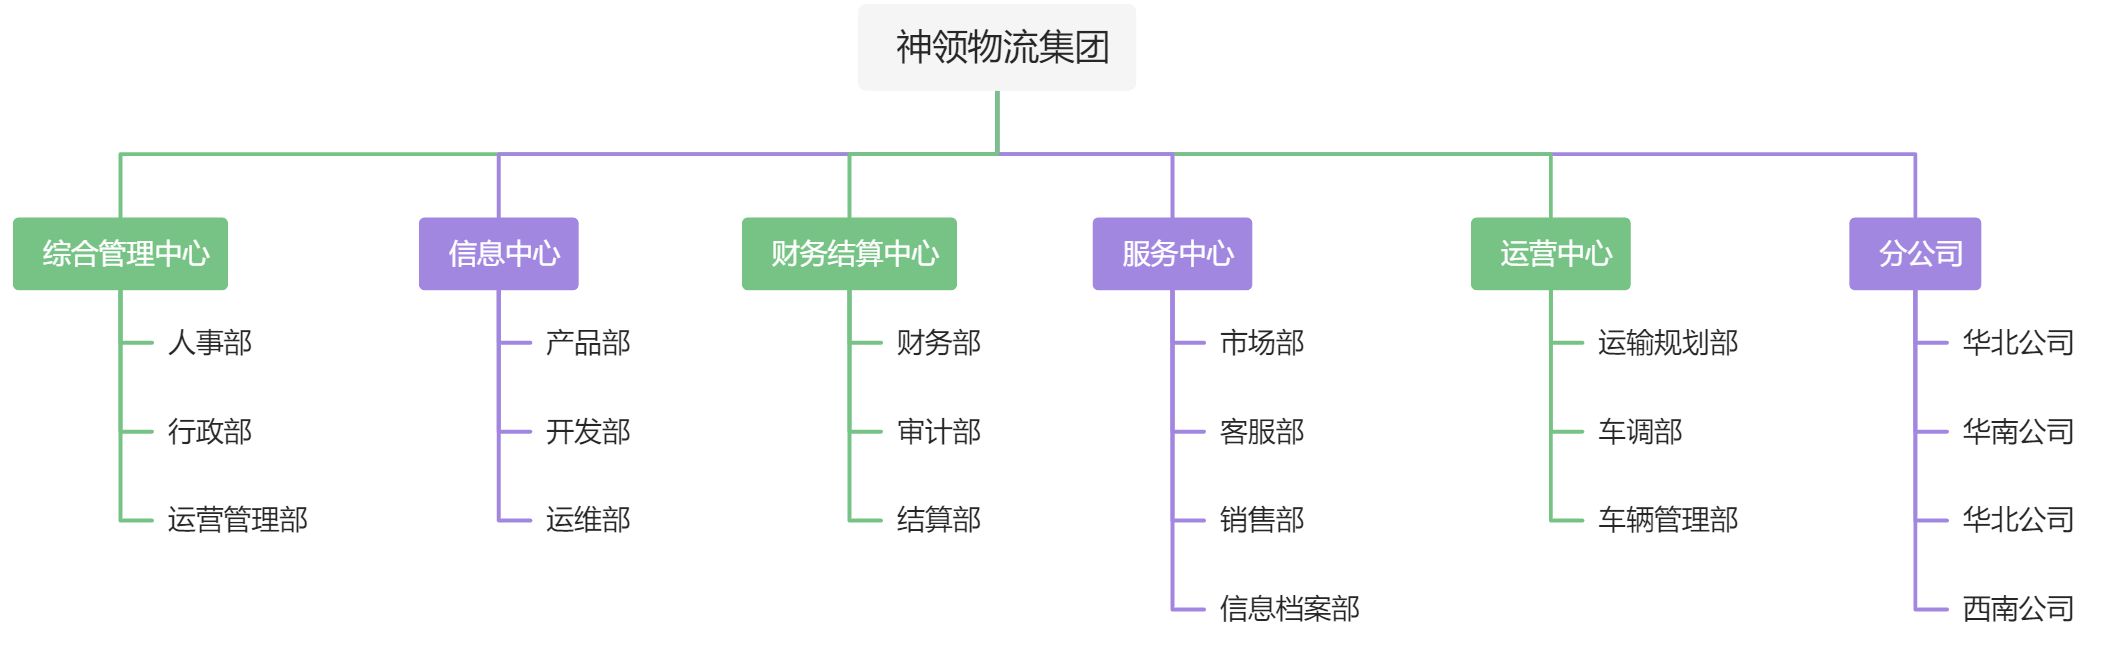 神领物流集团
综合管理中心
人事部
行政部
运营管理部
信息中心
产品部
开发部
运维部
财务结算中心
财务部
审计部
结算部
服务中心
市场部
客服部
销售部
信息档案部
运营中心
运输规划部
车调部
车辆管理部
分公司
华北公司
华南公司
华北公司
西南公司